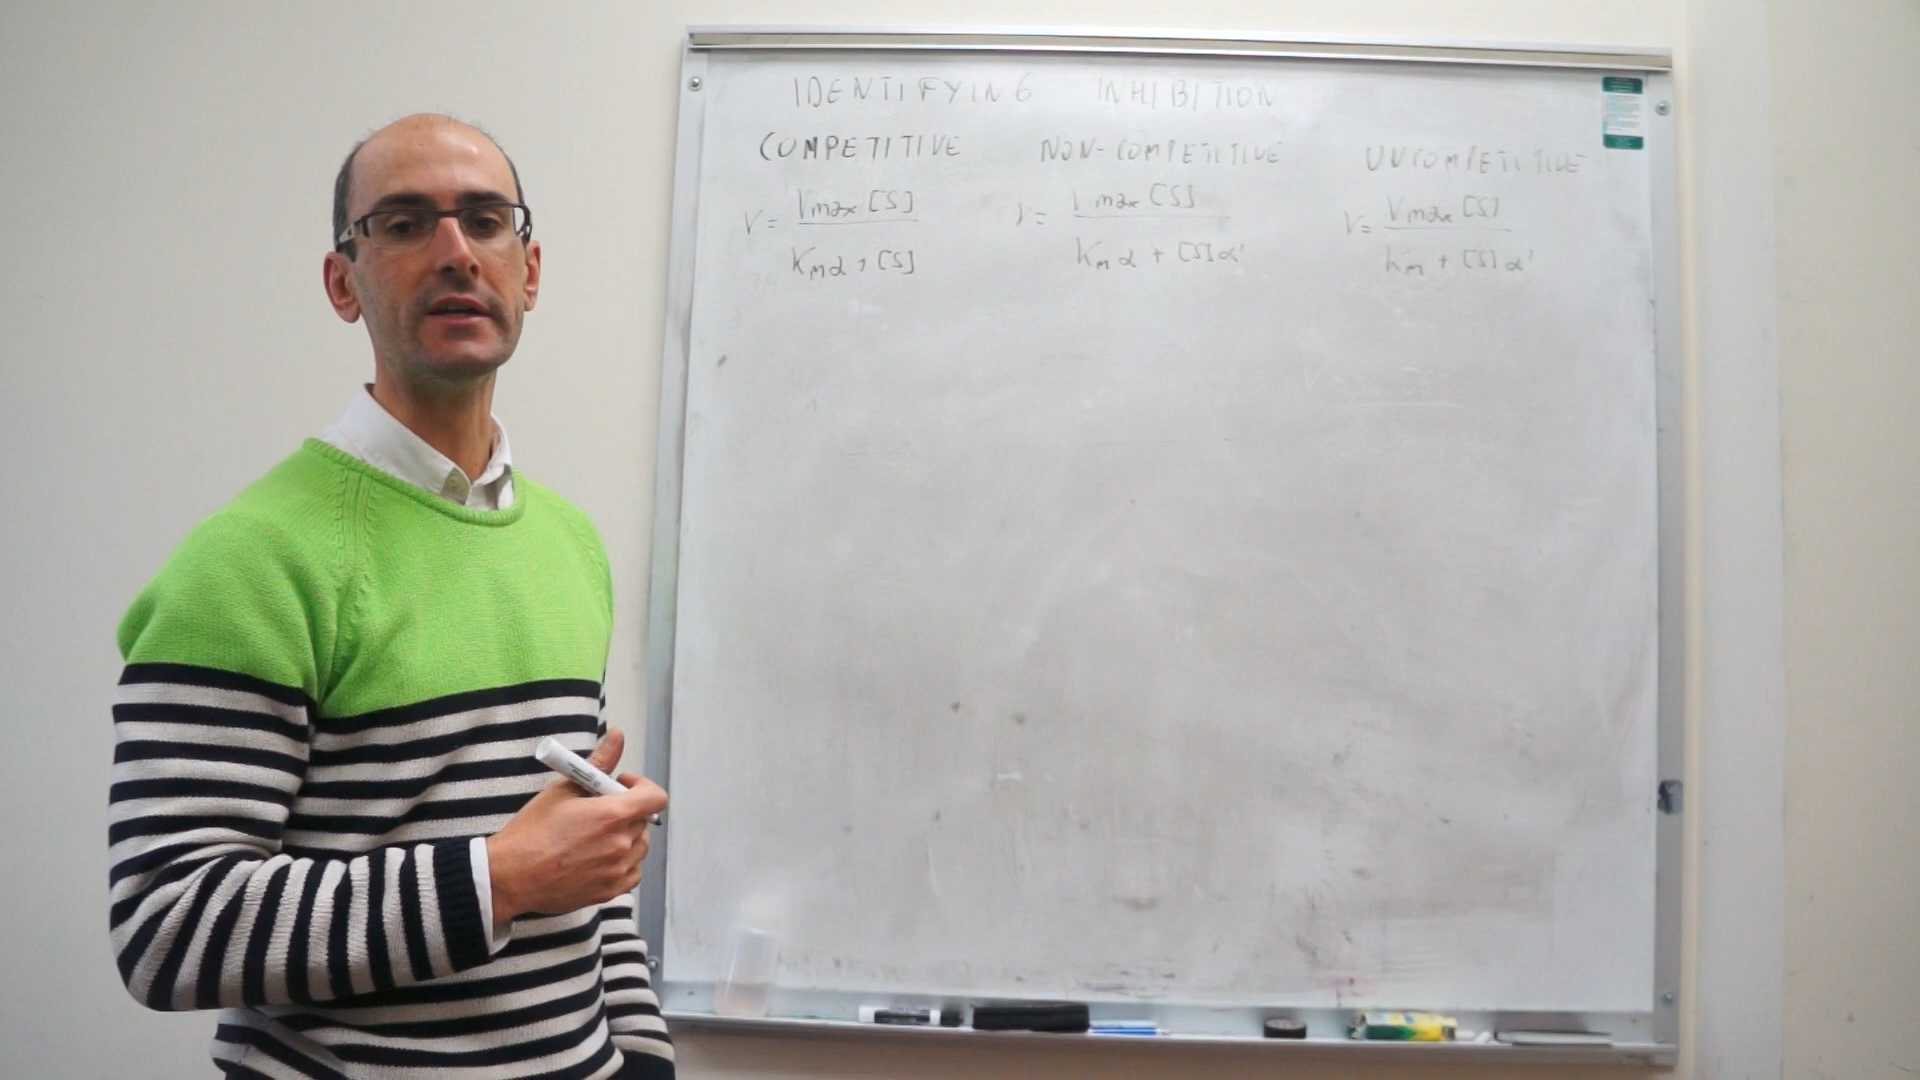 IDENTIFYING INHIBITION
COMPETITIVE NON-COMPETITIVE UNCOMPETITIVE
V = Vmax [S] / Kmα + [S]
V = Vmax [S] / Kmα + [S]α'
V = Vmax [S] / Km + [S]α'